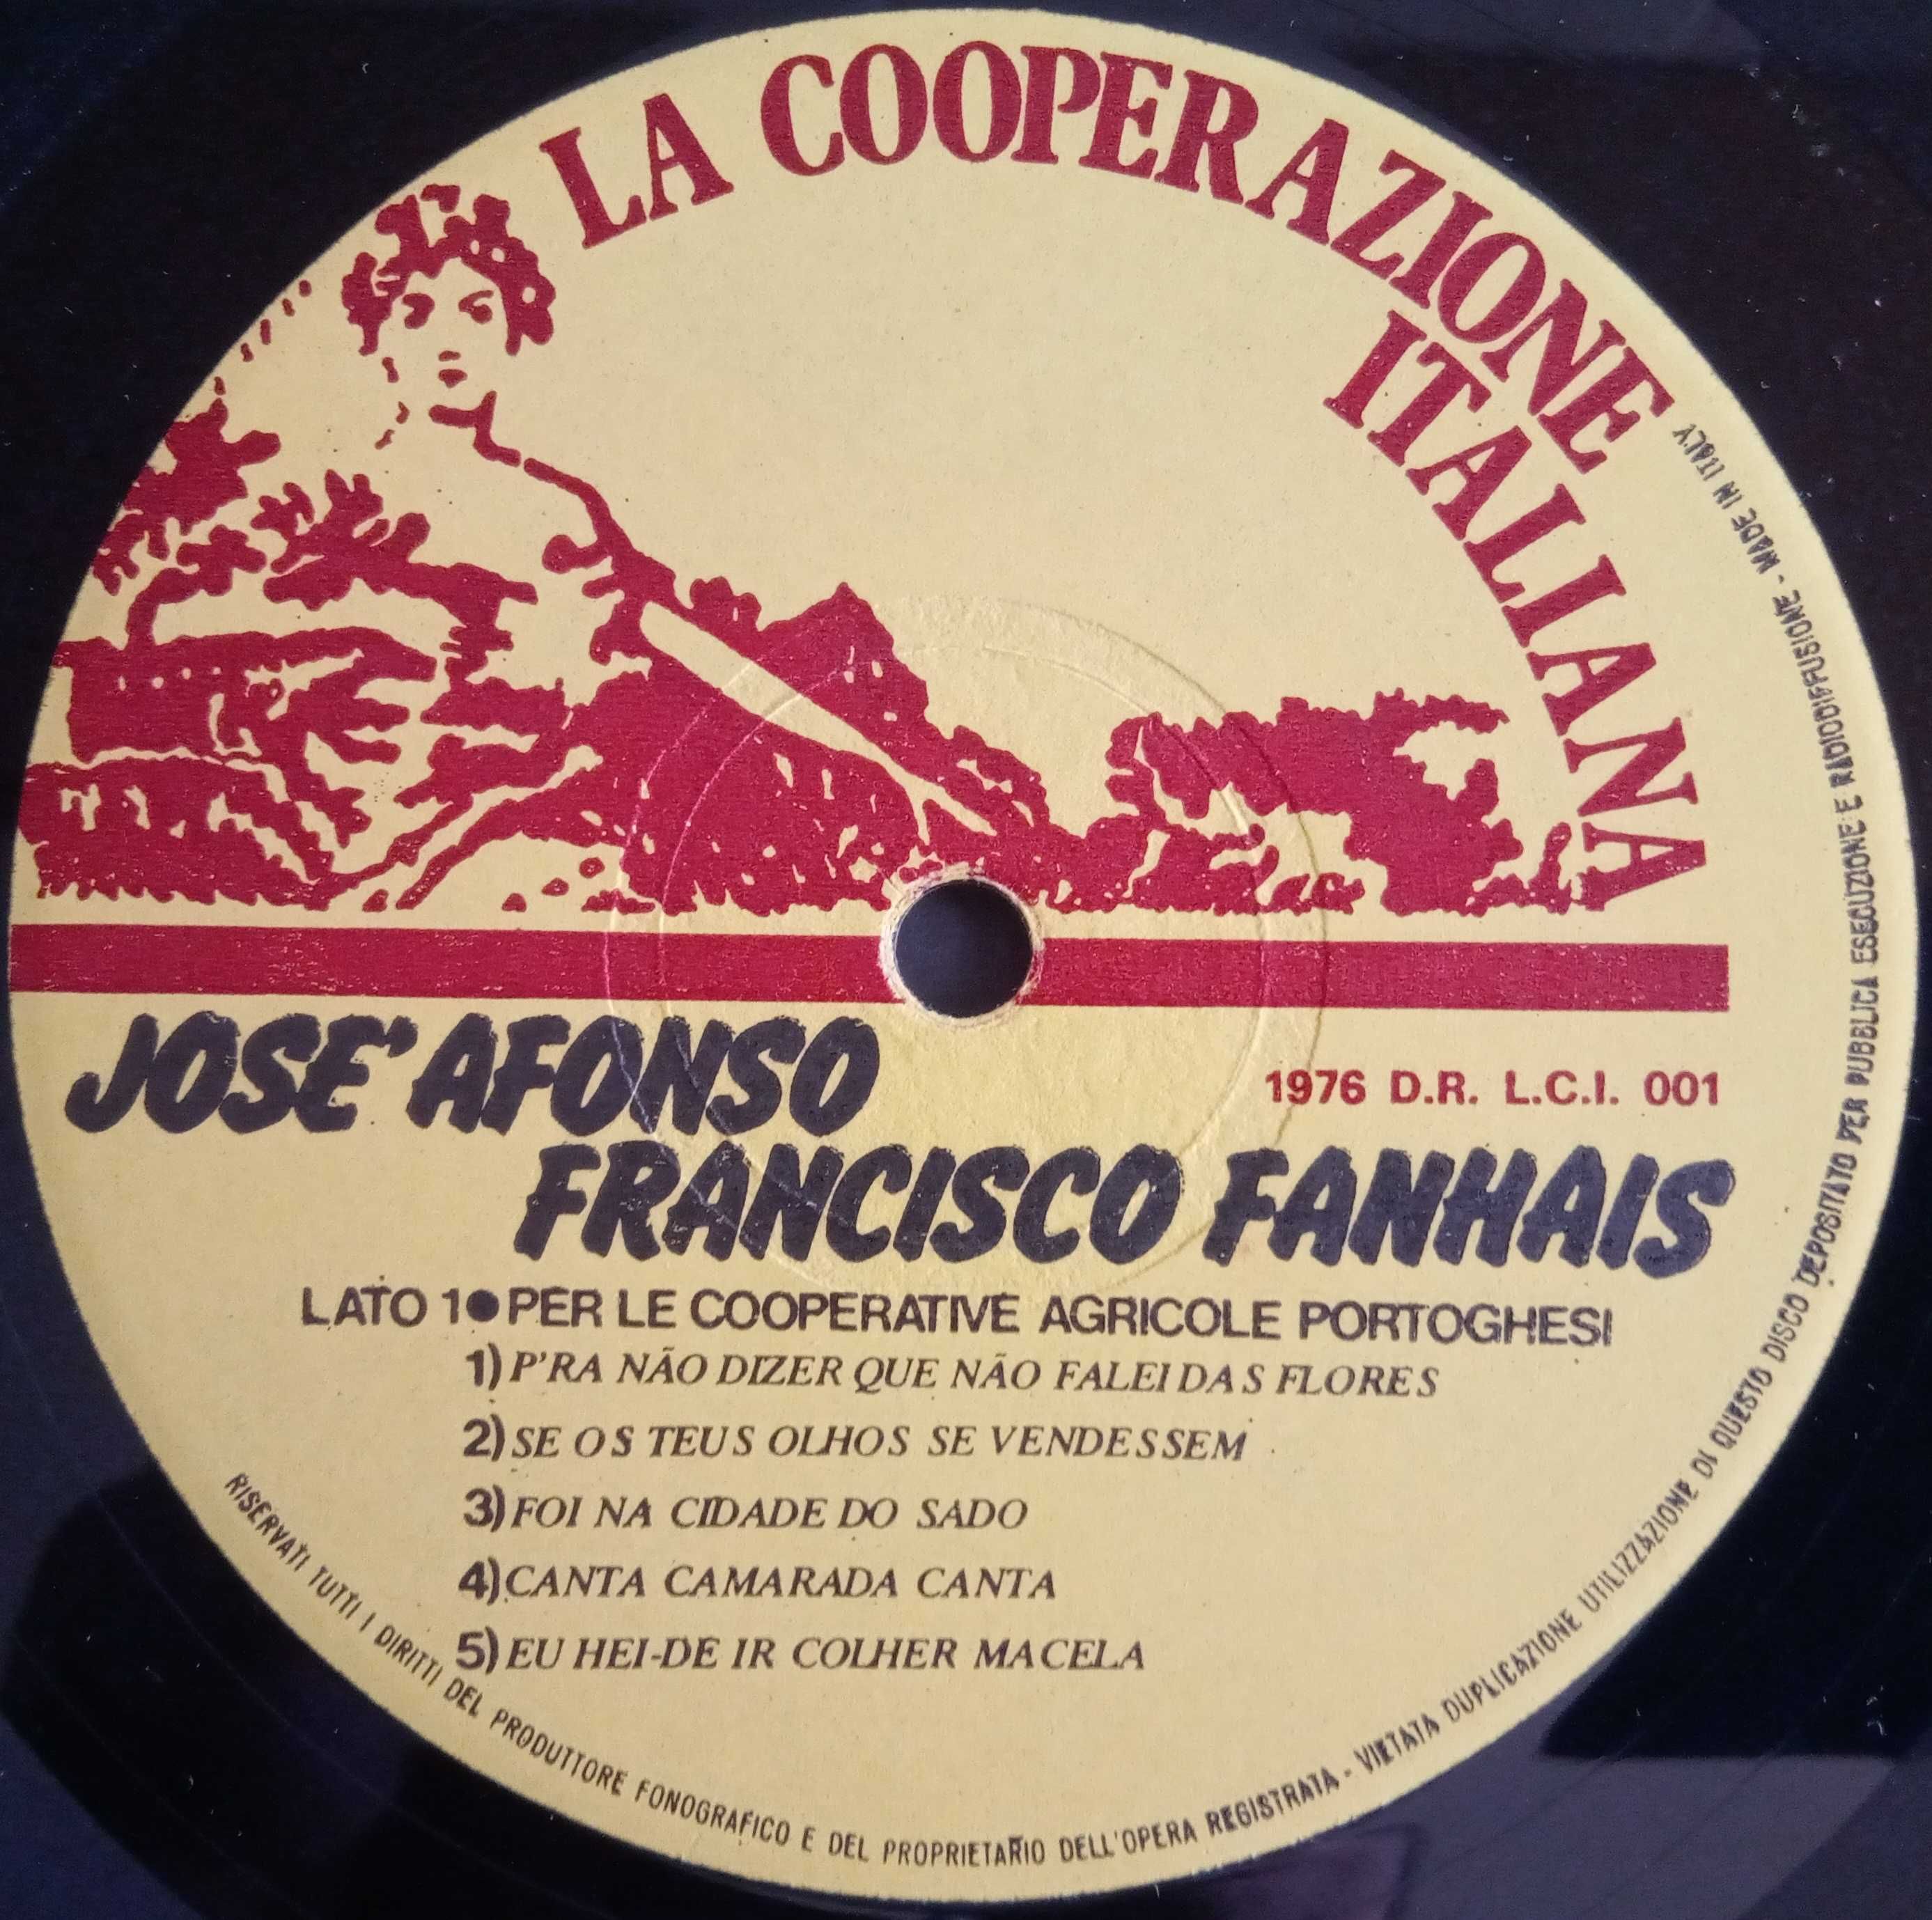 LA COOPERAZIONE
ITALIANA
JOSE' AFONSO
1976 D.R. L.C.I. 001
FRANCISCO FANHAIS
LATO 1●PER LE COOPERATIVE AGRICOLE PORTOGHESI
1) P'RA NÃO DIZER QUE NÃO FALEI DAS FLORES
2) SE OS TEUS OLHOS SE VENDESSEM
3) FOI NA CIDADE DO SADO
4) CANTA CAMARADA CANTA
5) EU HEI-DE IR COLHER MACELA
RISERVATI TUTTI I DIRITTI DEL PRODUTTORE FONOGRAFICO E DEL PROPRIETARIO DELL'OPERA REGISTRATA - VIETATA DUPLICAZIONE UTILIZZAZIONE DI QUESTO DISCO DEPOSITATO PER PUBBLICA ESECUZIONE E RADIODIFFUSIONE - MADE IN ITALY